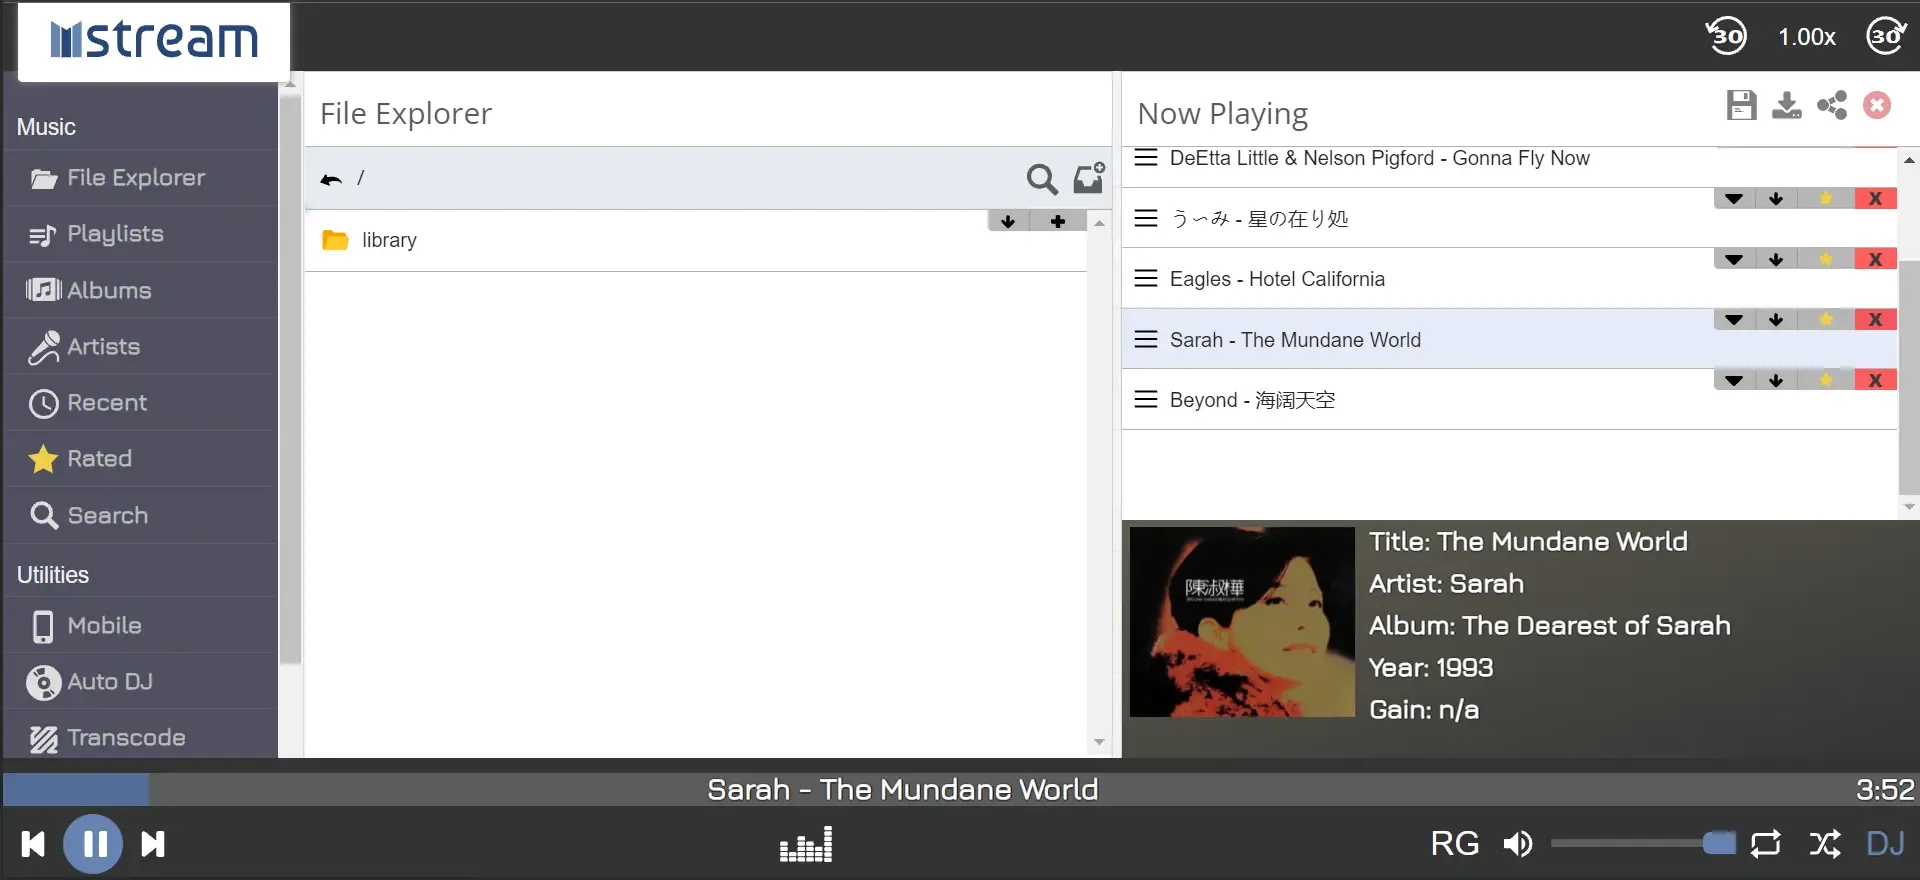 mstream
30 1.00x 30
Music
File Explorer
Playlists
Albums
Artists
Recent
Rated
Search
Utilities
Mobile
Auto DJ
Transcode
File Explorer
/
library
Now Playing
DeEtta Little & Nelson Pigford - Gonna Fly Now
う〜み - 星の在り処
X
Eagles - Hotel California
X
Sarah - The Mundane World
X
Beyond - 海阔天空
X
陳淑樺
Title: The Mundane World
Artist: Sarah
Album: The Dearest of Sarah
Year: 1993
Gain: n/a
Sarah - The Mundane World
3:52
RG
DJ